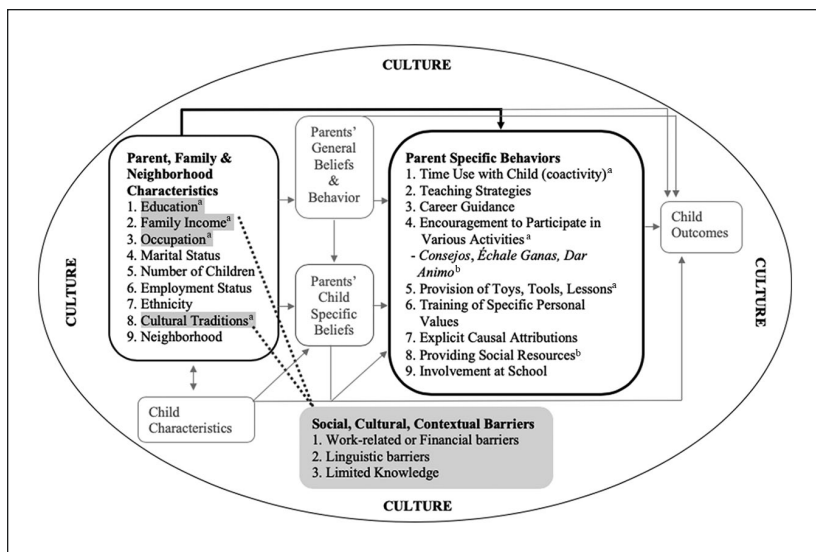 CULTURE
Parent, Family &
Neighborhood
Characteristics
1. Educationᵃ
2. Family Incomeᵃ
3. Occupationᵃ
4. Marital Status
5. Number of Children
6. Employment Status
7. Ethnicity
8. Cultural Traditionsᵃ
9. Neighborhood
Parents'
General
Beliefs
&
Behavior
Parents'
Child
Specific
Beliefs
Parent Specific Behaviors
1. Time Use with Child (coactivity)ᵃ
2. Teaching Strategies
3. Career Guidance
4. Encouragement to Participate in
Various Activitiesᵃ
- Consejos, Échale Ganas, Dar
Animoᵇ
5. Provision of Toys, Tools, Lessonsᵃ
6. Training of Specific Personal
Values
7. Explicit Causal Attributions
8. Providing Social Resourcesᵇ
9. Involvement at School
Child
Outcomes
CULTURE
CULTURE
Child
Characteristics
Social, Cultural, Contextual Barriers
1. Work-related or Financial barriers
2. Linguistic barriers
3. Limited Knowledge
CULTURE